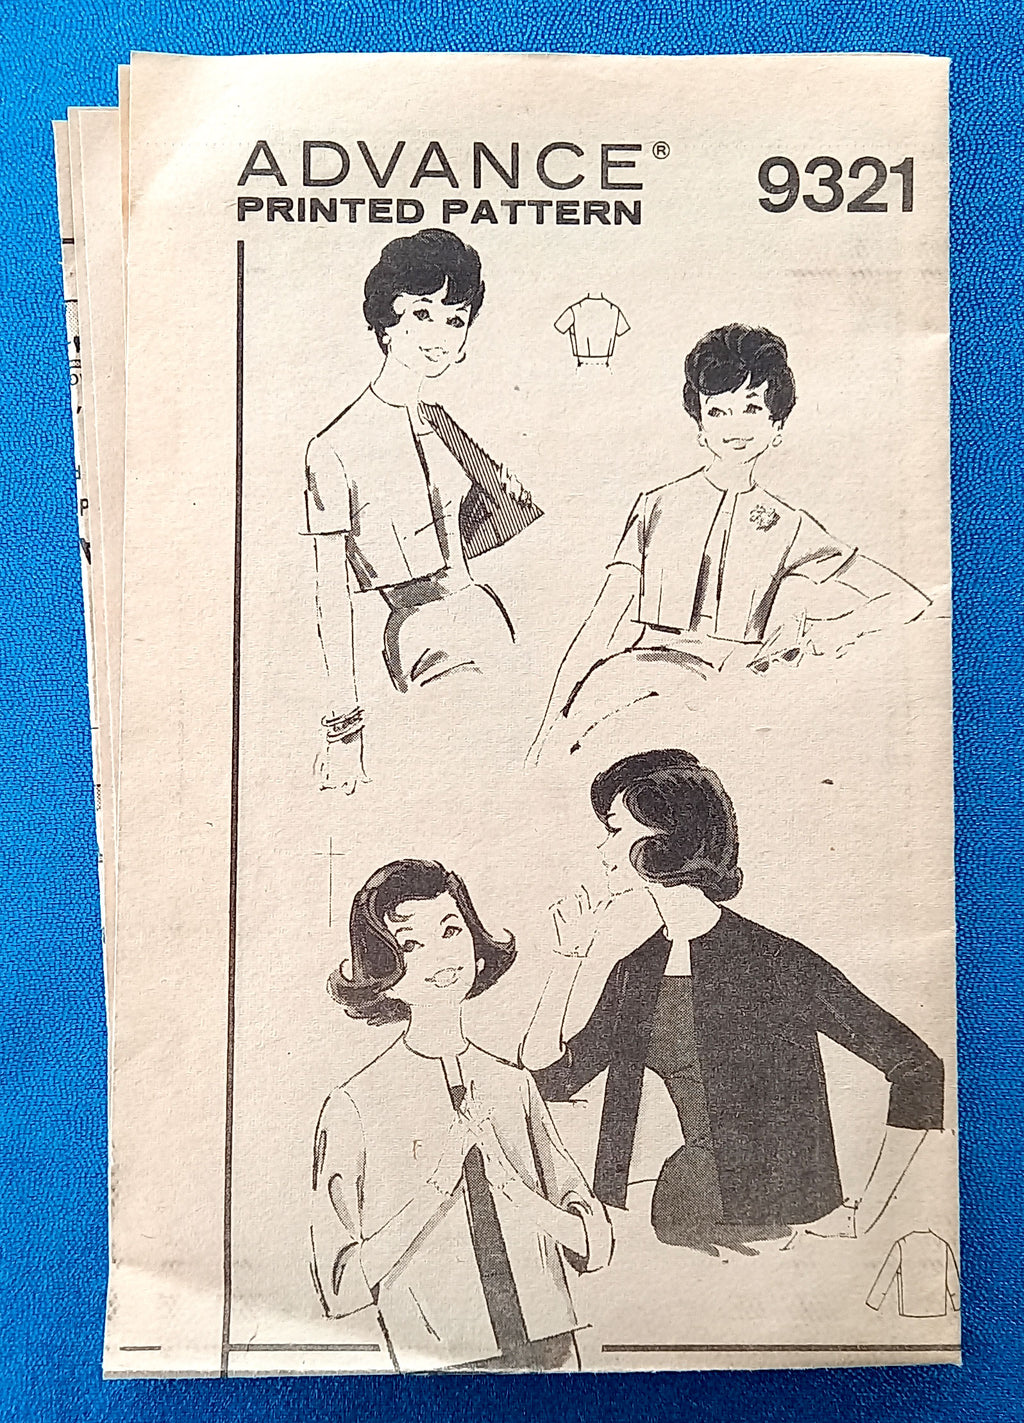 ADVANCE®
PRINTED PATTERN
9321